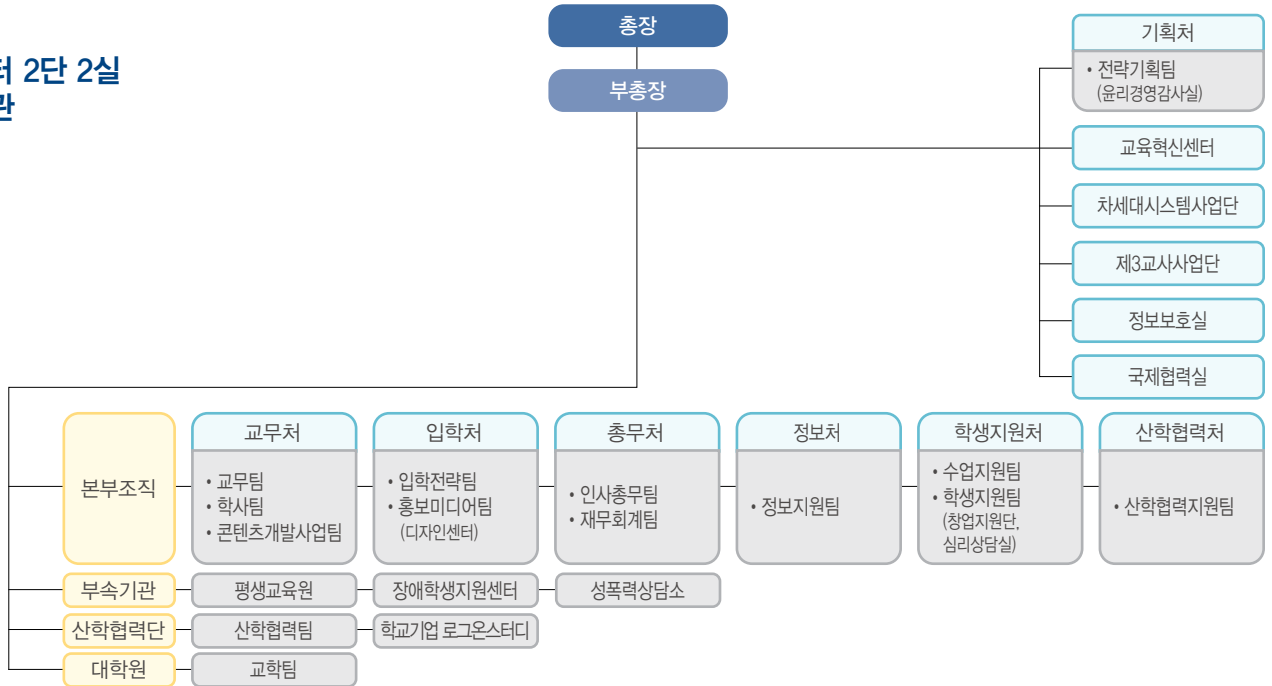 총장
부총장
터 2단 2실
관
기획처
• 전략기획팀
(윤리경영감사실)
교육혁신센터
차세대시스템사업단
제3교사사업단
정보보호실
국제협력실
본부조직
교무처
• 교무팀
• 학사팀
• 콘텐츠개발사업팀
입학처
• 입학전략팀
• 홍보미디어팀
(디자인센터)
총무처
• 인사총무팀
• 재무회계팀
정보처
• 정보지원팀
학생지원처
• 수업지원팀
• 학생지원팀
(창업지원단,
심리상담실)
산학협력처
• 산학협력지원팀
부속기관
평생교육원
장애학생지원센터
성폭력상담소
산학협력단
산학협력팀
학교기업 로그온스터디
대학원
교학팀